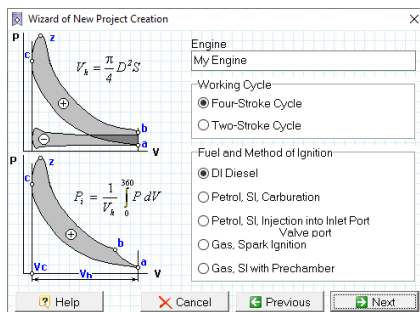 Wizard of New Project Creation
P
z
c
V_h = π/4 D²S
+
−
b
a
V
P
z
c
P_i = 1/V_h ∫₀³⁶⁰ P dV
+
b
a
Vc
Vh
V
Engine
My Engine
Working Cycle
Four-Stroke Cycle
Two-Stroke Cycle
Fuel and Method of Ignition
DI Diesel
Petrol, SI, Carburation
Petrol, SI, Injection into Inlet Port
Valve port
Gas, Spark Ignition
Gas, SI with Prechamber
? Help
Cancel
Previous
Next